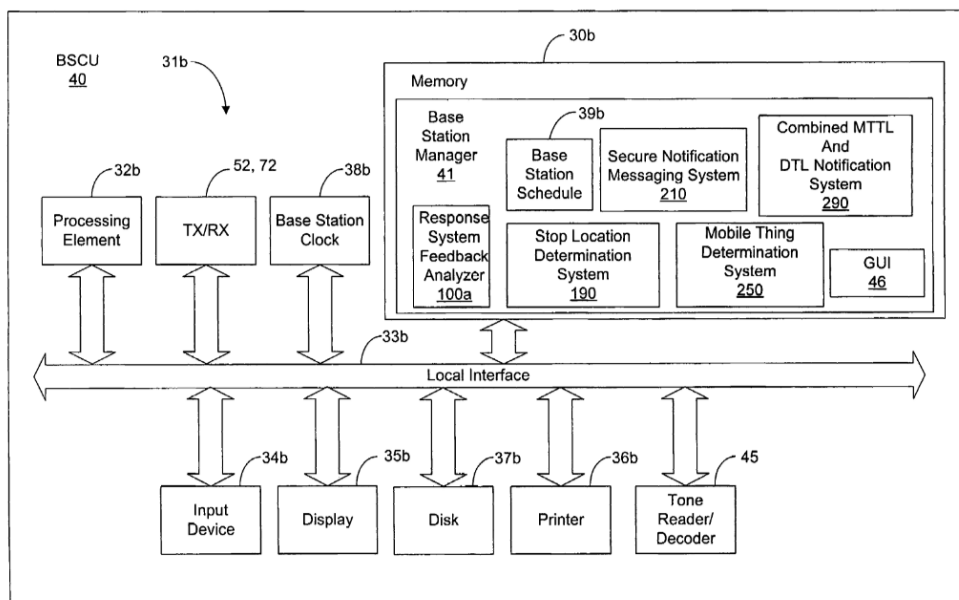 BSCU
40
31b
30b
Memory
Base
Station
Manager
41
39b
Base
Station
Schedule
Secure Notification
Messaging System
210
Combined MTTL
And
DTL Notification
System
290
Response
System
Feedback
Analyzer
100a
Stop Location
Determination
System
190
Mobile Thing
Determination
System
250
GUI
46
32b
52, 72
38b
Processing
Element
TX/RX
Base Station
Clock
33b
Local Interface
34b
35b
37b
36b
45
Input
Device
Display
Disk
Printer
Tone
Reader/
Decoder